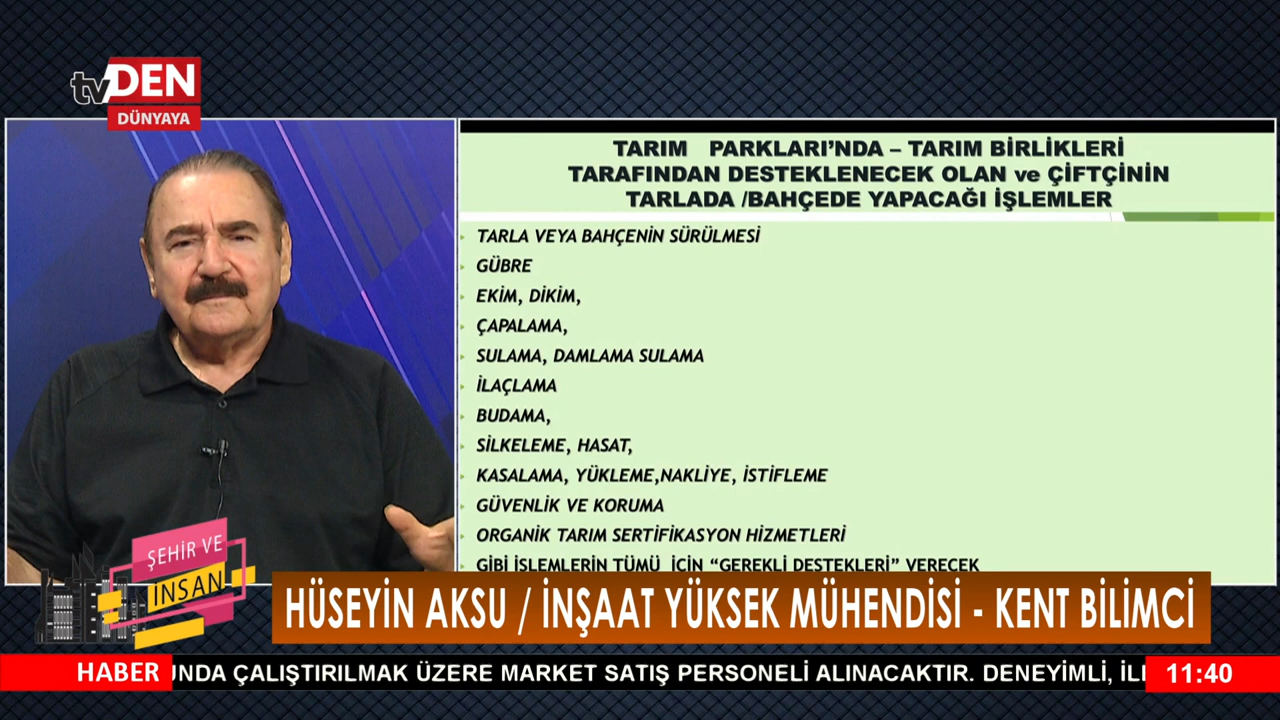 tvDEN
DÜNYAYA
TARIM PARKLARI’NDA – TARIM BİRLİKLERİ
TARAFINDAN DESTEKLENECEK OLAN ve ÇİFTÇİNİN
TARLADA /BAHÇEDE YAPACAĞI İŞLEMLER
TARLA VEYA BAHÇENİN SÜRÜLMESİ
GÜBRE
EKİM, DİKİM,
ÇAPALAMA,
SULAMA, DAMLAMA SULAMA
İLAÇLAMA
BUDAMA,
SİLKELEME, HASAT,
KASALAMA, YÜKLEME,NAKLİYE, İSTİFLEME
GÜVENLİK VE KORUMA
ORGANİK TARIM SERTİFİKASYON HİZMETLERİ
GİBİ İŞLEMLERİN TÜMÜ İÇİN “GEREKLİ DESTEKLERİ” VERECEK
ŞEHİR VE
İNSAN
HÜSEYİN AKSU / İNŞAAT YÜKSEK MÜHENDİSİ - KENT BİLİMCİ
HABER UNDA ÇALIŞTIRILMAK ÜZERE MARKET SATIŞ PERSONELİ ALINACAKTIR. DENEYİMLİ, İLİ 11:40